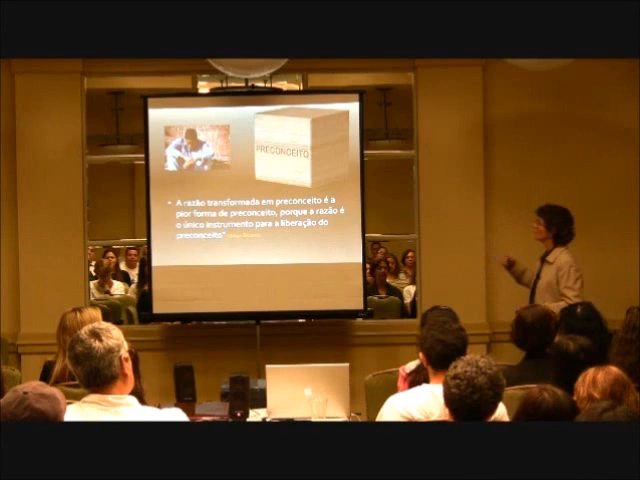 PRECONCEITO
• A razão transformada em preconceito é a
pior forma de preconceito, porque a razão é
o único instrumento para a liberação do
preconceito"